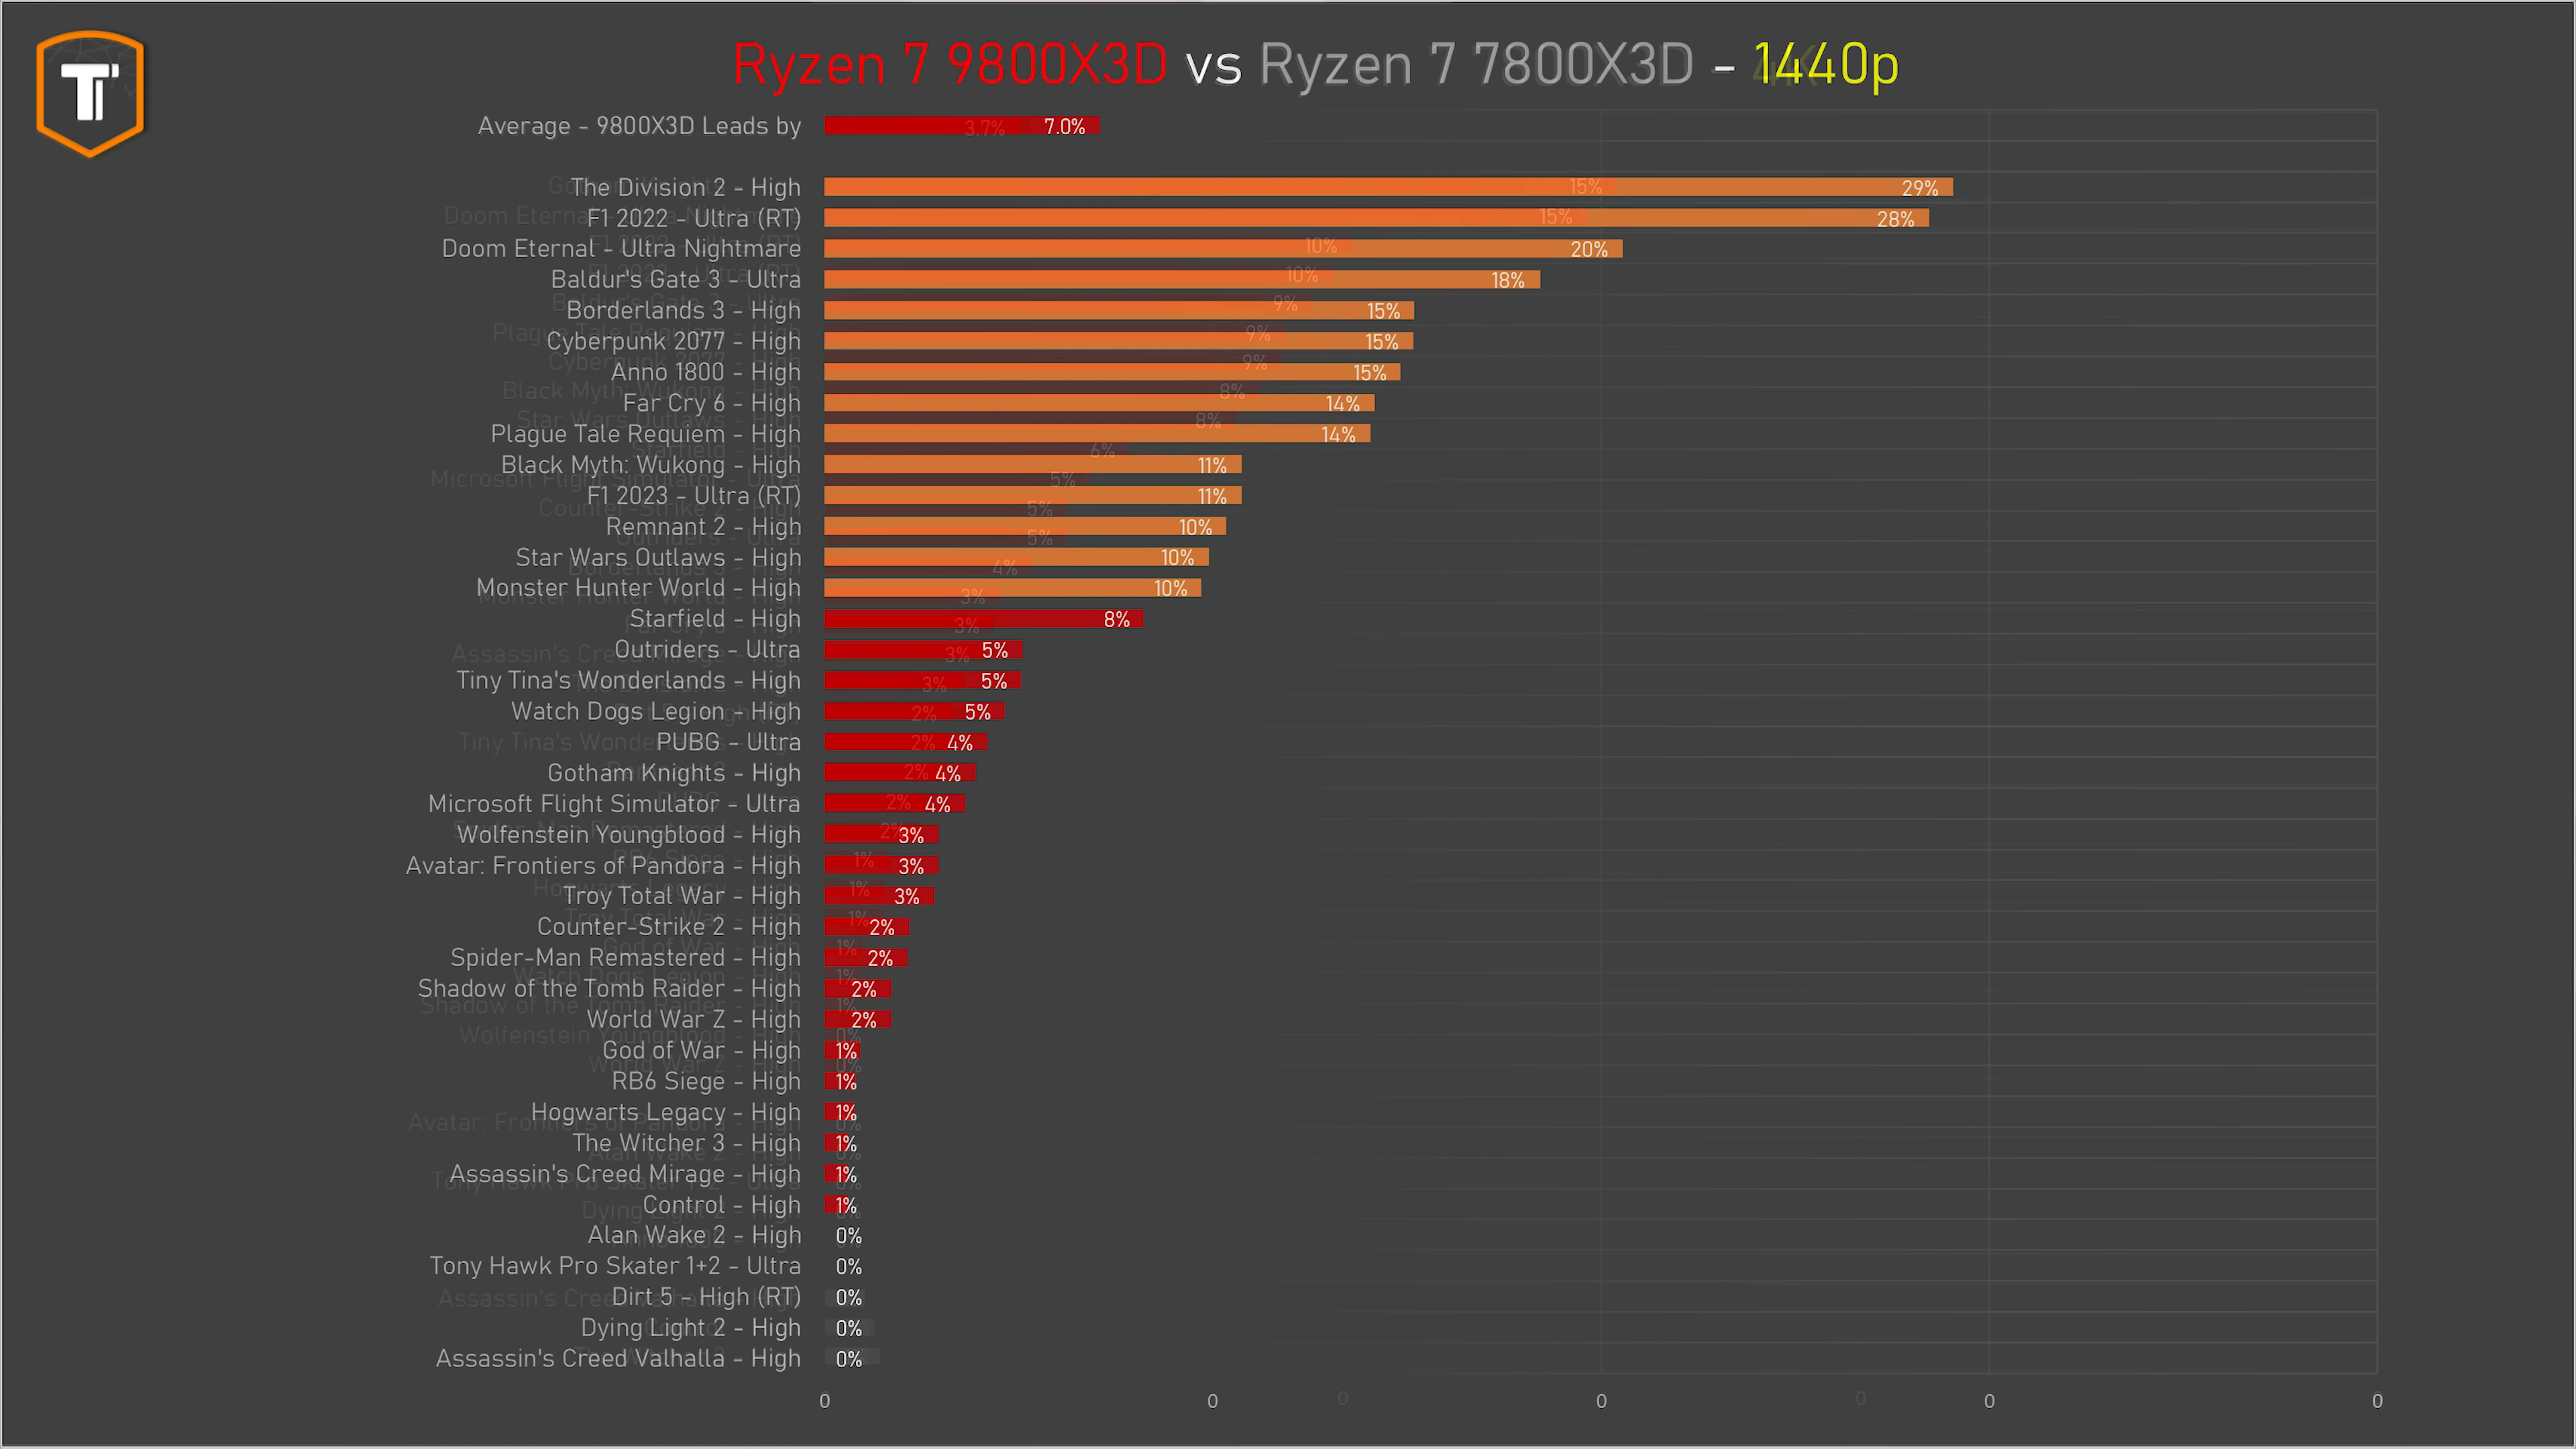 Ryzen 7 9800X3D vs Ryzen 7 7800X3D - 1440p
Average - 9800X3D Leads by 7.0%
The Division 2 - High 29%
F1 2022 - Ultra (RT) 28%
Doom Eternal - Ultra Nightmare 20%
Baldur's Gate 3 - Ultra 18%
Borderlands 3 - High 15%
Cyberpunk 2077 - High 15%
Anno 1800 - High 15%
Far Cry 6 - High 14%
Plague Tale Requiem - High 14%
Black Myth: Wukong - High 11%
F1 2023 - Ultra (RT) 11%
Remnant 2 - High 10%
Star Wars Outlaws - High 10%
Monster Hunter World - High 10%
Starfield - High 8%
Outriders - Ultra 5%
Tiny Tina's Wonderlands - High 5%
Watch Dogs Legion - High 5%
PUBG - Ultra 4%
Gotham Knights - High 4%
Microsoft Flight Simulator - Ultra 4%
Wolfenstein Youngblood - High 3%
Avatar: Frontiers of Pandora - High 3%
Troy Total War - High 3%
Counter-Strike 2 - High 2%
Spider-Man Remastered - High 2%
Shadow of the Tomb Raider - High 2%
World War Z - High 2%
God of War - High 1%
RB6 Siege - High 1%
Hogwarts Legacy - High 1%
The Witcher 3 - High 1%
Assassin's Creed Mirage - High 1%
Control - High 1%
Alan Wake 2 - High 0%
Tony Hawk Pro Skater 1+2 - Ultra 0%
Dirt 5 - High (RT) 0%
Dying Light 2 - High 0%
Assassin's Creed Valhalla - High 0%
0 0 0 0 0